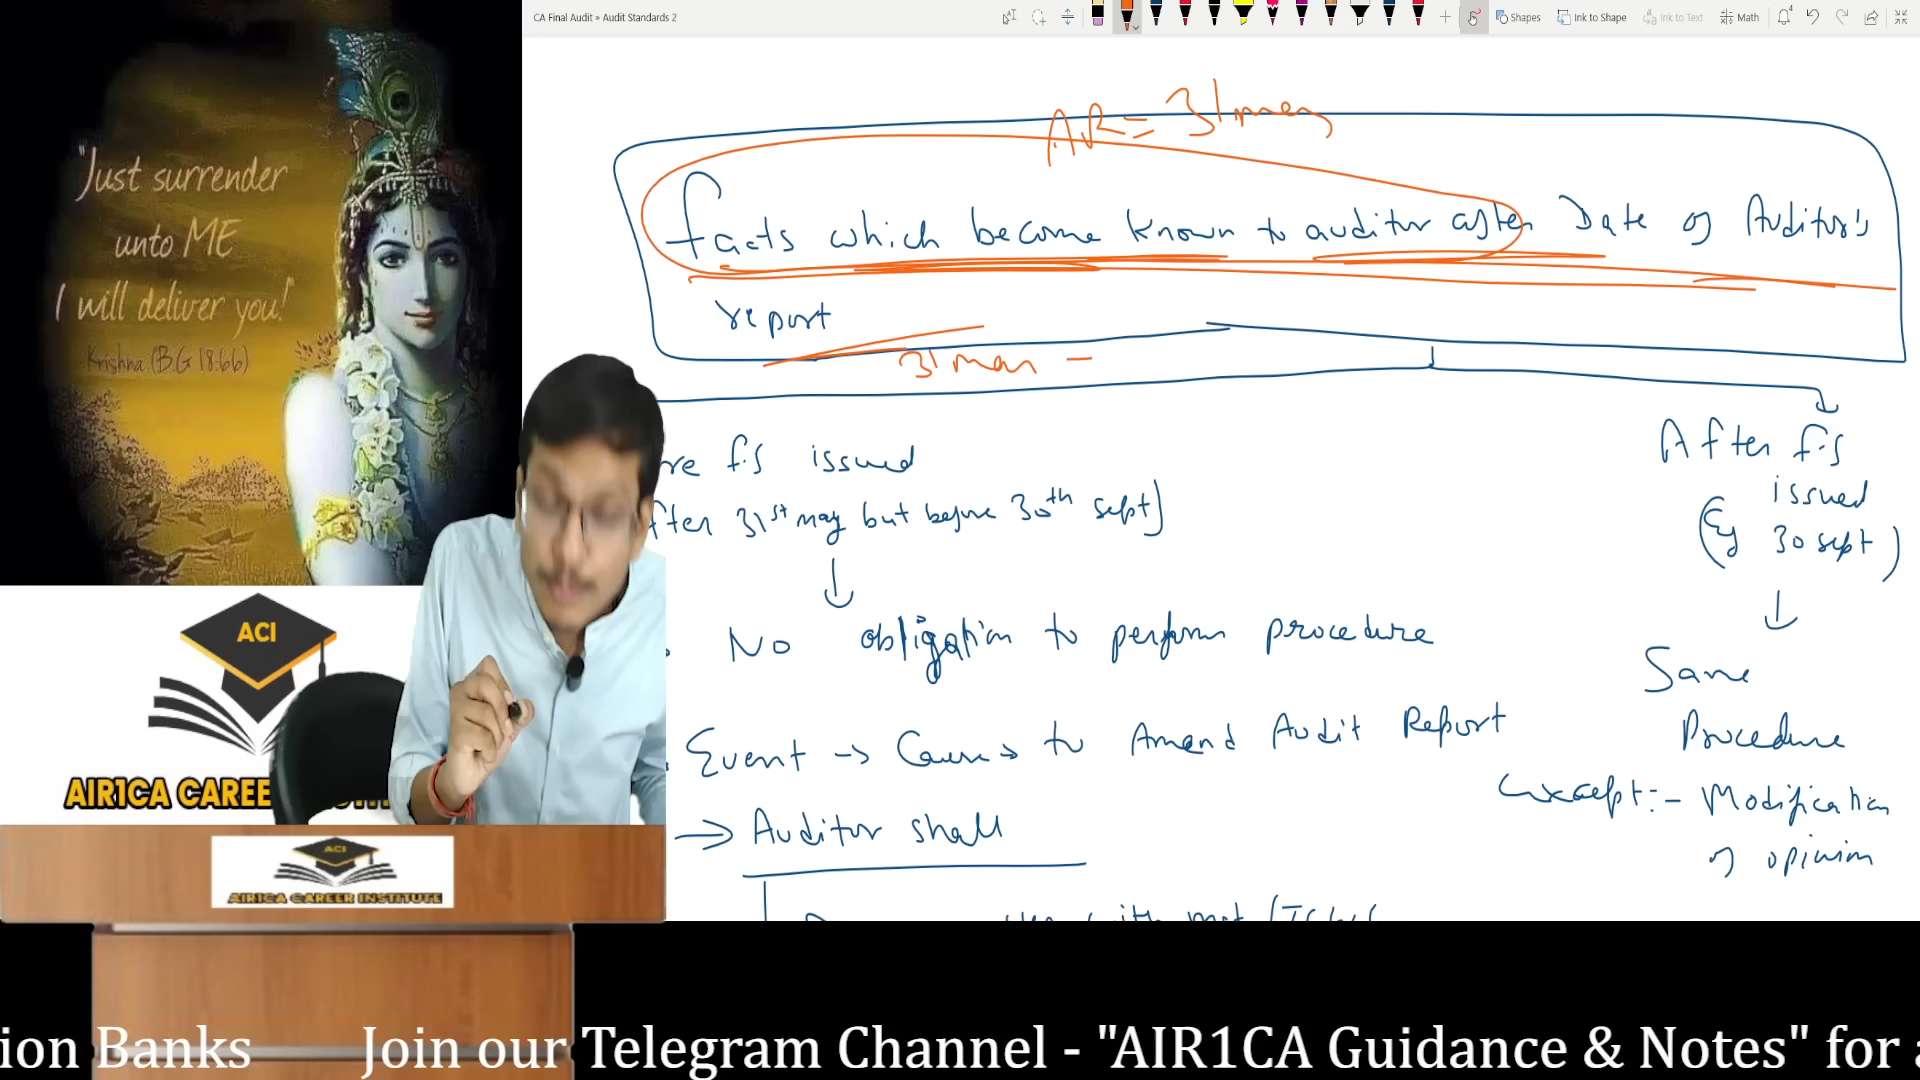 CA Final Audit » Audit Standards 2
Shapes
Ink to Shape
Ink to Text
Math
"Just surrender
unto ME
I will deliver you!"
-Krishna (B.G 18:66)
AR = 31 may
Facts which become known to auditor after Date of Auditor's
report
31 may -
re f.s issued
fter 31st may but before 30th sept)
No obligation to perform procedure
Event → Causes to Amend Audit Report
→ Auditor shall
After f.s
issued
(Eg 30 sept)
Same
Procedure
Except:- Modification
of opinion
ACI
AIR1CA CAREE
ACI
AIR1CA CAREER INSTITUTE
ion Banks Join our Telegram Channel - "AIR1CA Guidance & Notes" for a